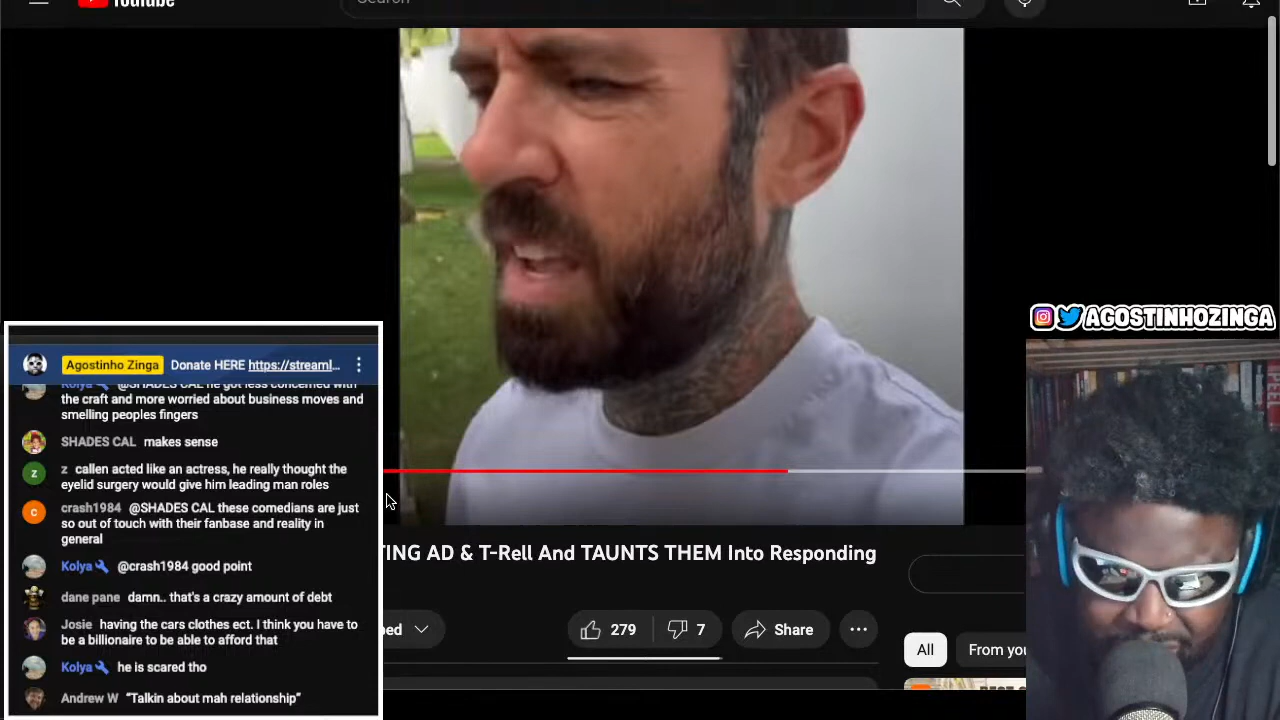 YouTube
Search
AGOSTINHOZINGA
Agostinho Zinga Donate HERE https://streaml...
Kolya @SHADES CAL he got less concerned with
the craft and more worried about business moves and
smelling peoples fingers
SHADES CAL makes sense
z callen acted like an actress, he really thought the
eyelid surgery would give him leading man roles
crash1984 @SHADES CAL these comedians are just
so out of touch with their fanbase and reality in
general
Kolya @crash1984 good point
dane pane damn.. that's a crazy amount of debt
Josie having the cars clothes ect. I think you have to
be a billionaire to be able to afford that
Kolya he is scared tho
Andrew W “Talkin about mah relationship”
TING AD & T-Rell And TAUNTS THEM Into Responding
ed
279
7
Share
All
From you